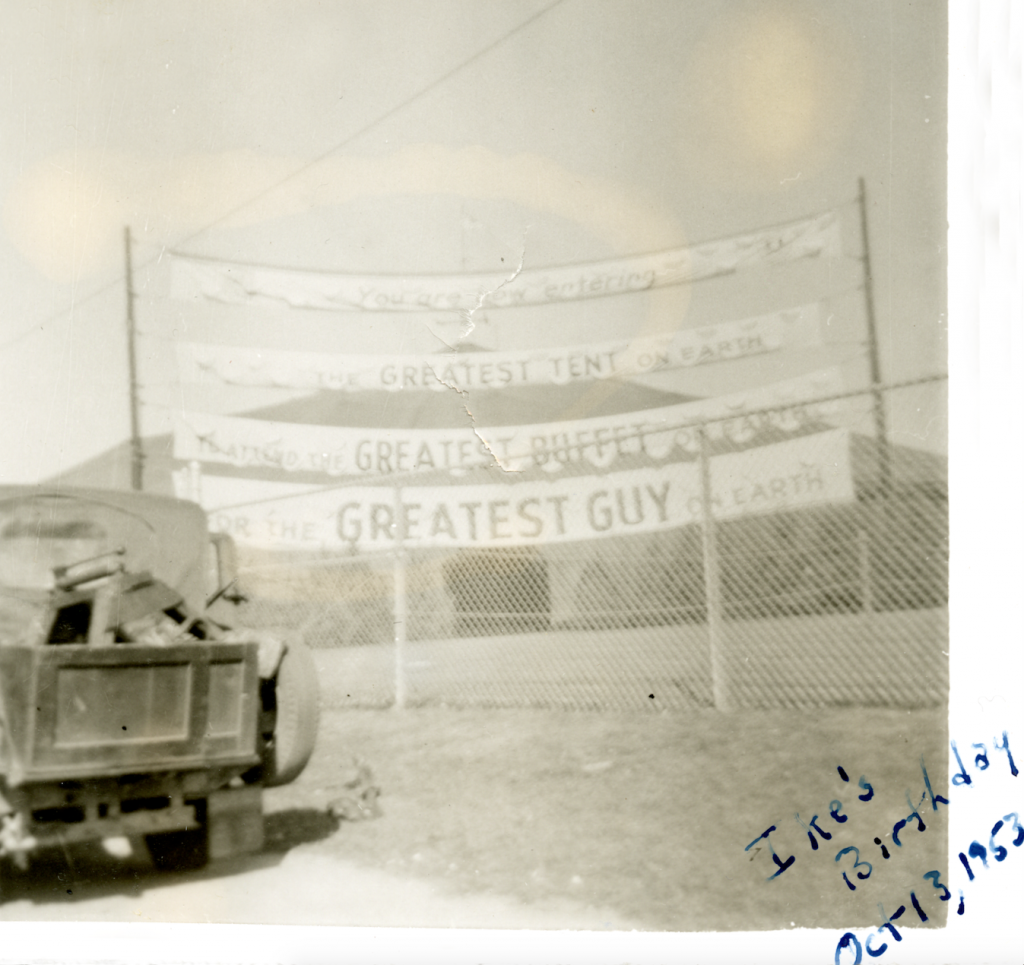 You are now entering
THE GREATEST TENT ON EARTH
TO ATTEND THE GREATEST BUFFET ON EARTH
FOR THE GREATEST GUY ON EARTH
Ike's
Birthday
Oct 13, 1953